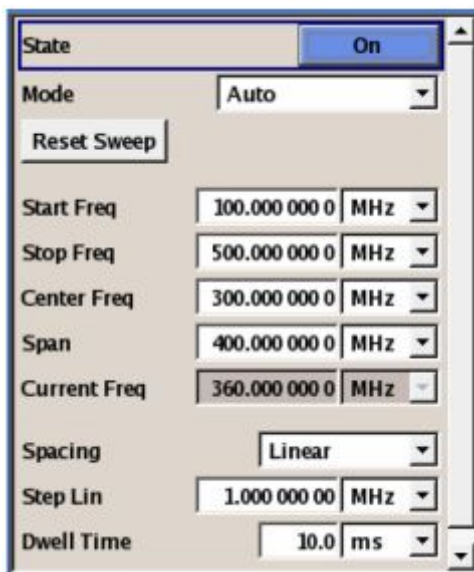 State On
Mode Auto
Reset Sweep
Start Freq 100.000 000 0 MHz
Stop Freq 500.000 000 0 MHz
Center Freq 300.000 000 0 MHz
Span 400.000 000 0 MHz
Current Freq 360.000 000 0 MHz
Spacing Linear
Step Lin 1.000 000 00 MHz
Dwell Time 10.0 ms